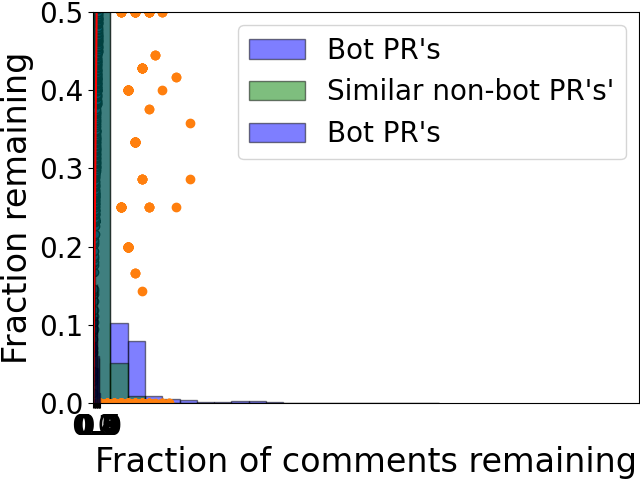 0.5
Bot PR's
Similar non-bot PR's'
Bot PR's
0.4
0.3
0.2
0.1
0.0
Fraction remaining
Fraction of comments remaining